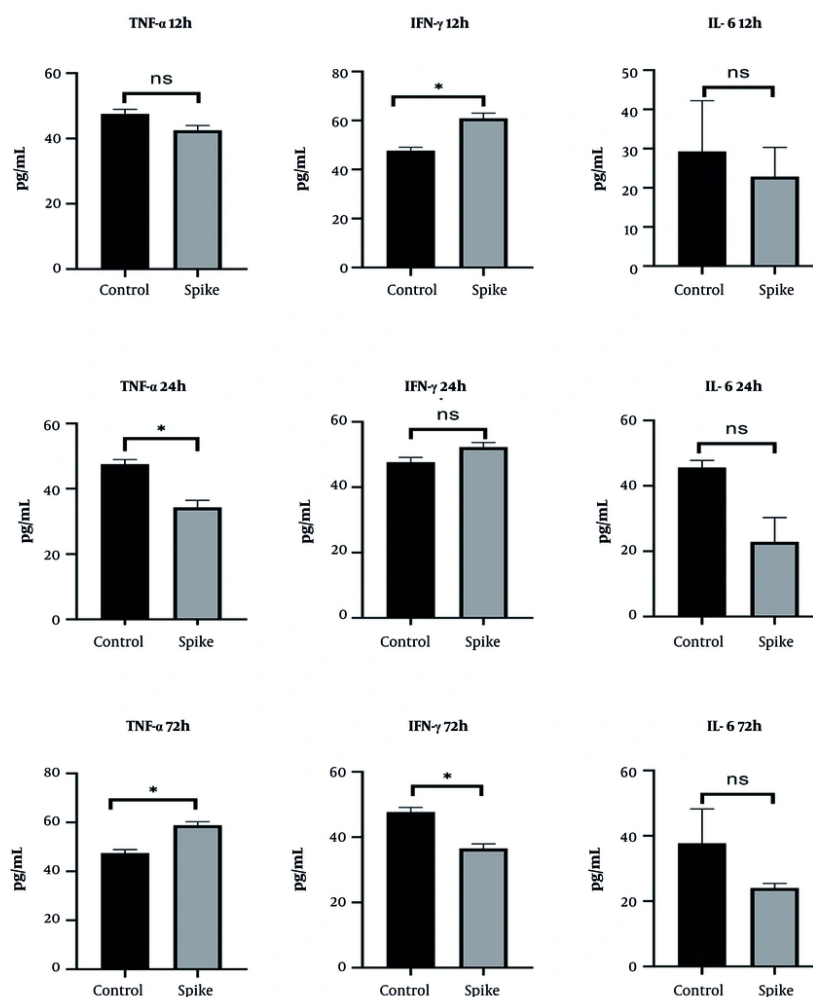 TNF-α 12h
60
40
20
0
pg/mL
ns
Control Spike
IFN-γ 12h
80
60
40
20
0
pg/mL
*
Control Spike
IL- 6 12h
50
40
30
20
10
0
pg/mL
ns
Control Spike
TNF-α 24h
60
40
20
0
pg/mL
*
Control Spike
IFN-γ 24h
60
40
20
0
pg/mL
ns
Control Spike
IL- 6 24h
60
40
20
0
pg/mL
ns
Control Spike
TNF-α 72h
80
60
40
20
0
pg/mL
*
Control Spike
IFN-γ 72h
60
40
20
0
pg/mL
*
Control Spike
IL- 6 72h
60
40
20
0
pg/mL
ns
Control Spike